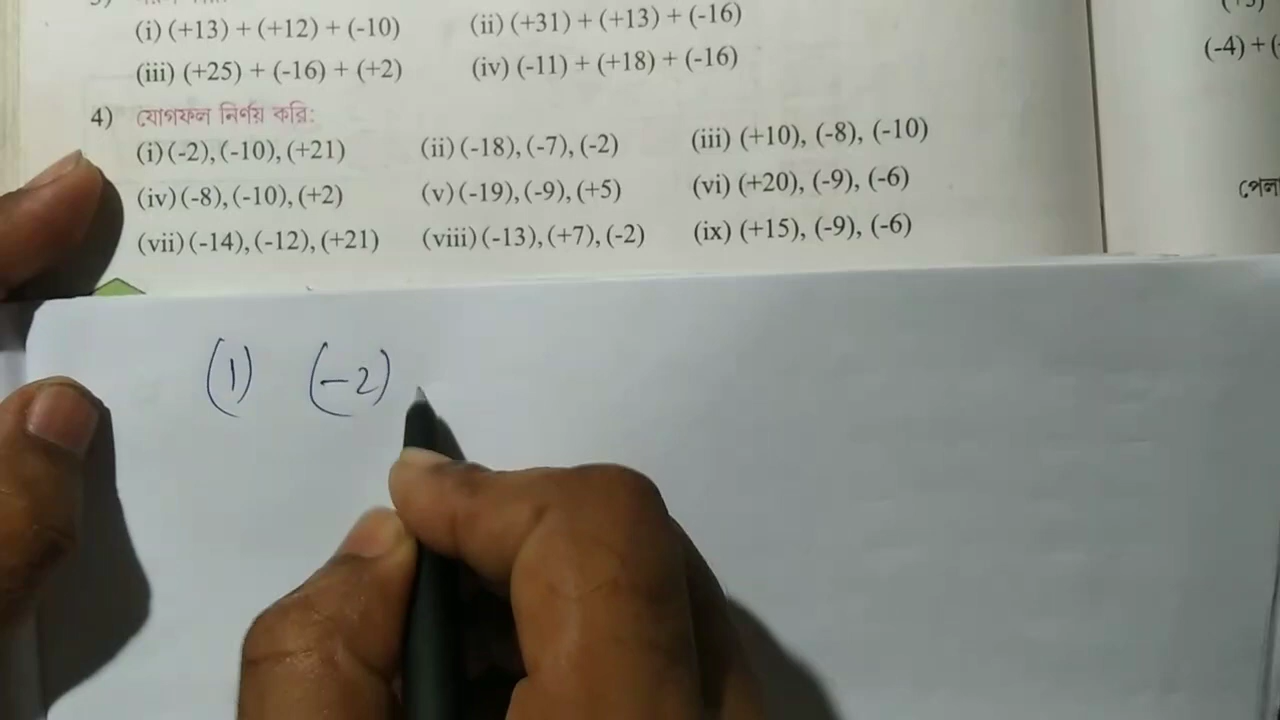 (i) (+13) + (+12) + (-10) (ii) (+31) + (+13) + (-16)
(iii) (+25) + (-16) + (+2) (iv) (-11) + (+18) + (-16)
4) যোগফল নির্ণয় করি:
(i) (-2), (-10), (+21) (ii) (-18), (-7), (-2) (iii) (+10), (-8), (-10)
(iv) (-8), (-10), (+2) (v) (-19), (-9), (+5) (vi) (+20), (-9), (-6)
(vii) (-14), (-12), (+21) (viii) (-13), (+7), (-2) (ix) (+15), (-9), (-6)
(-4) + (
(1) (-2)